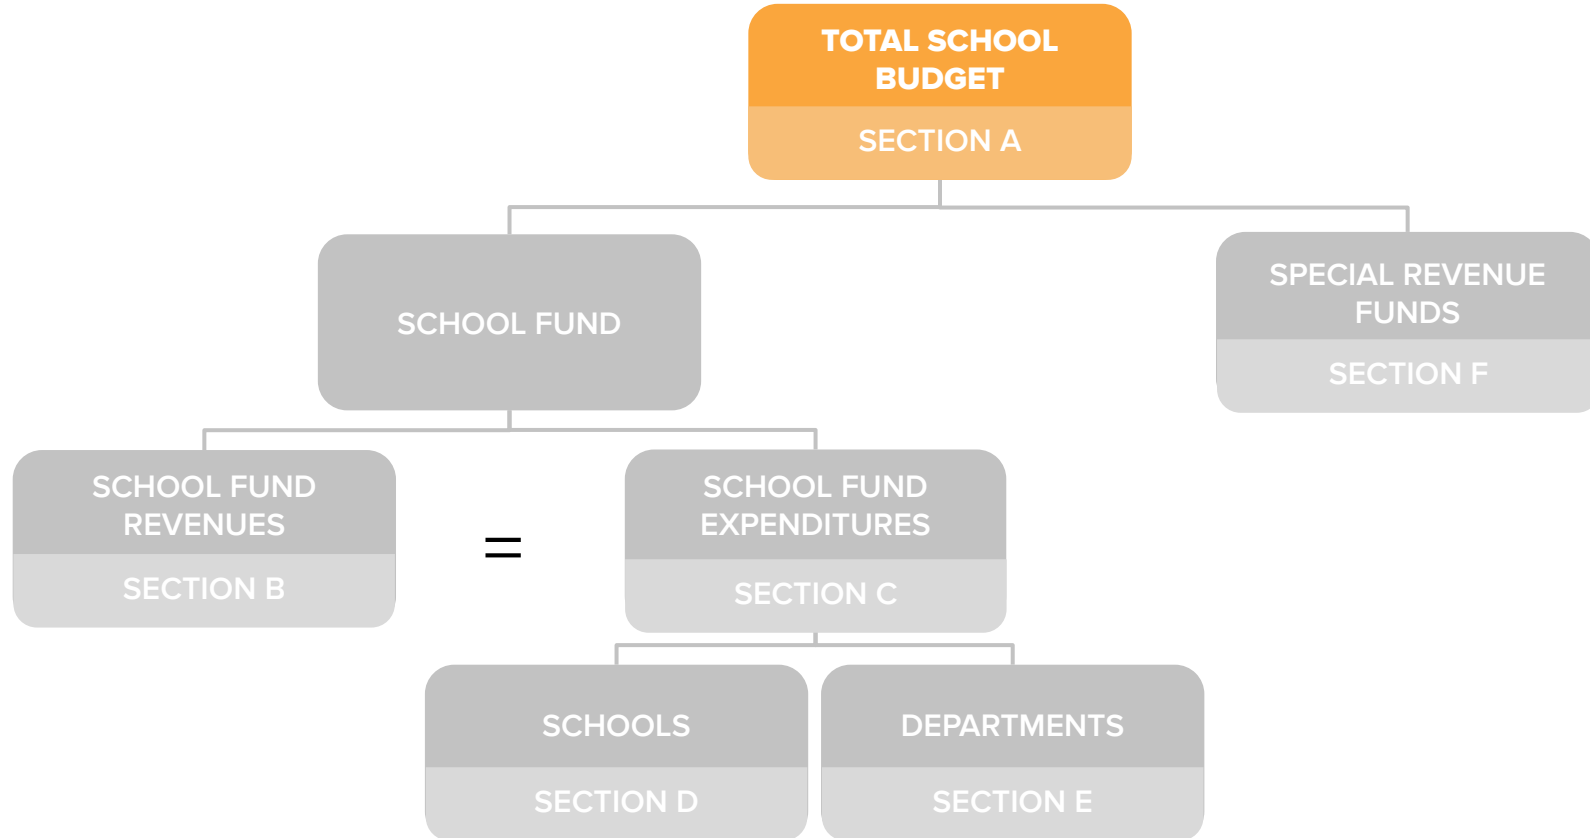 TOTAL SCHOOL
BUDGET
SECTION A
SCHOOL FUND
SPECIAL REVENUE
FUNDS
SECTION F
SCHOOL FUND
REVENUES
SECTION B
=
SCHOOL FUND
EXPENDITURES
SECTION C
SCHOOLS
SECTION D
DEPARTMENTS
SECTION E